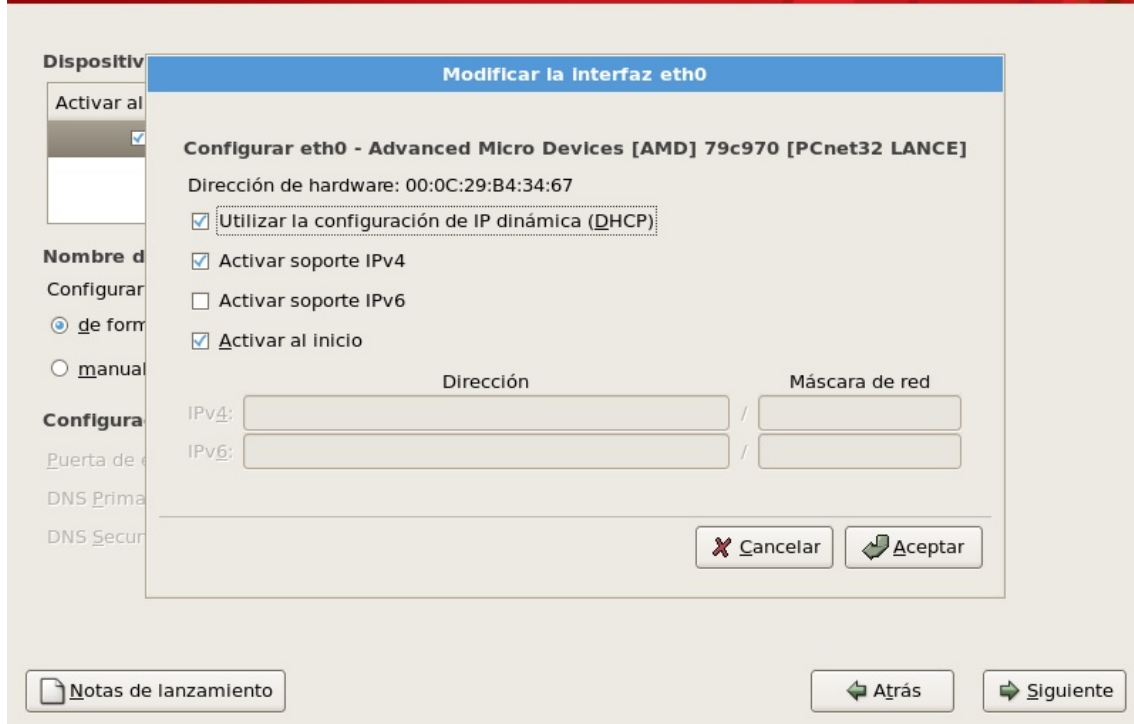 Dispositiv
Modificar la interfaz eth0
Activar al
Configurar eth0 - Advanced Micro Devices [AMD] 79c970 [PCnet32 LANCE]
Dirección de hardware: 00:0C:29:B4:34:67
Utilizar la configuración de IP dinámica (DHCP)
Nombre d
Activar soporte IPv4
Configurar
Activar soporte IPv6
de form
Activar al inicio
manual
Dirección Máscara de red
Configura
IPv4: /
Puerta de e
IPv6: /
DNS Prima
DNS Secur
Cancelar Aceptar
Notas de lanzamiento Atrás Siguiente